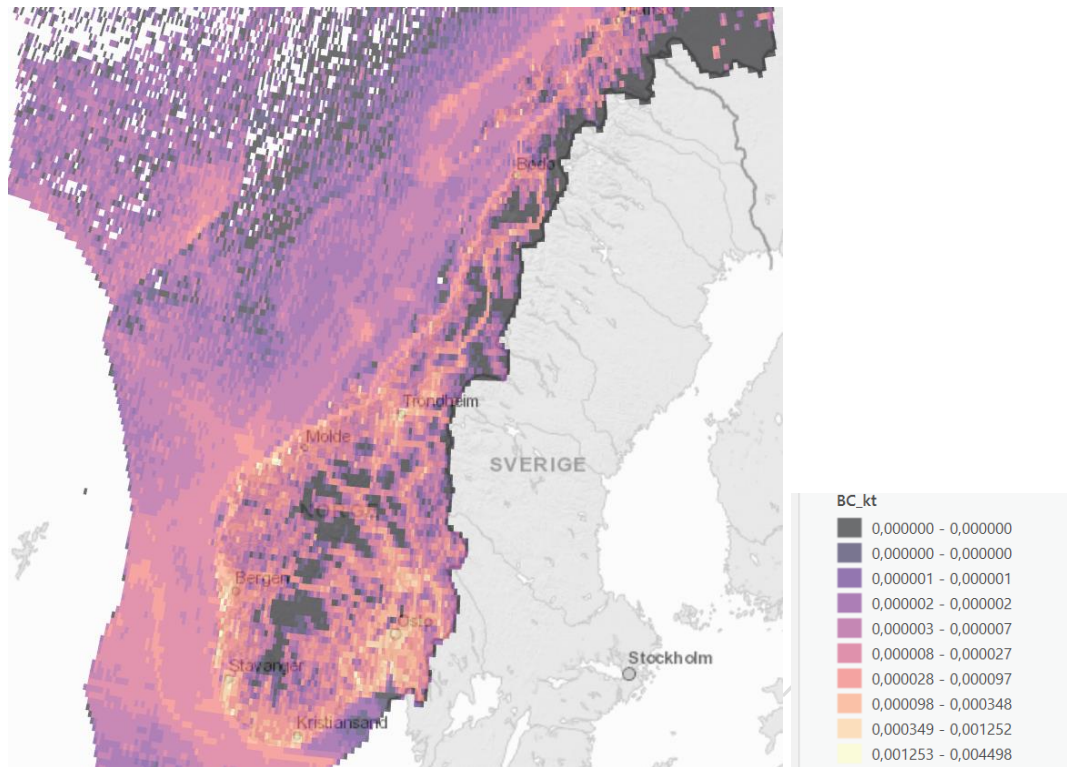 Bodø
Trondheim
Molde
SVERIGE
Bergen
Oslo
Stockholm
Stavanger
Kristiansand
BC_kt
0,000000 - 0,000000
0,000000 - 0,000000
0,000001 - 0,000001
0,000002 - 0,000002
0,000003 - 0,000007
0,000008 - 0,000027
0,000028 - 0,000097
0,000098 - 0,000348
0,000349 - 0,001252
0,001253 - 0,004498